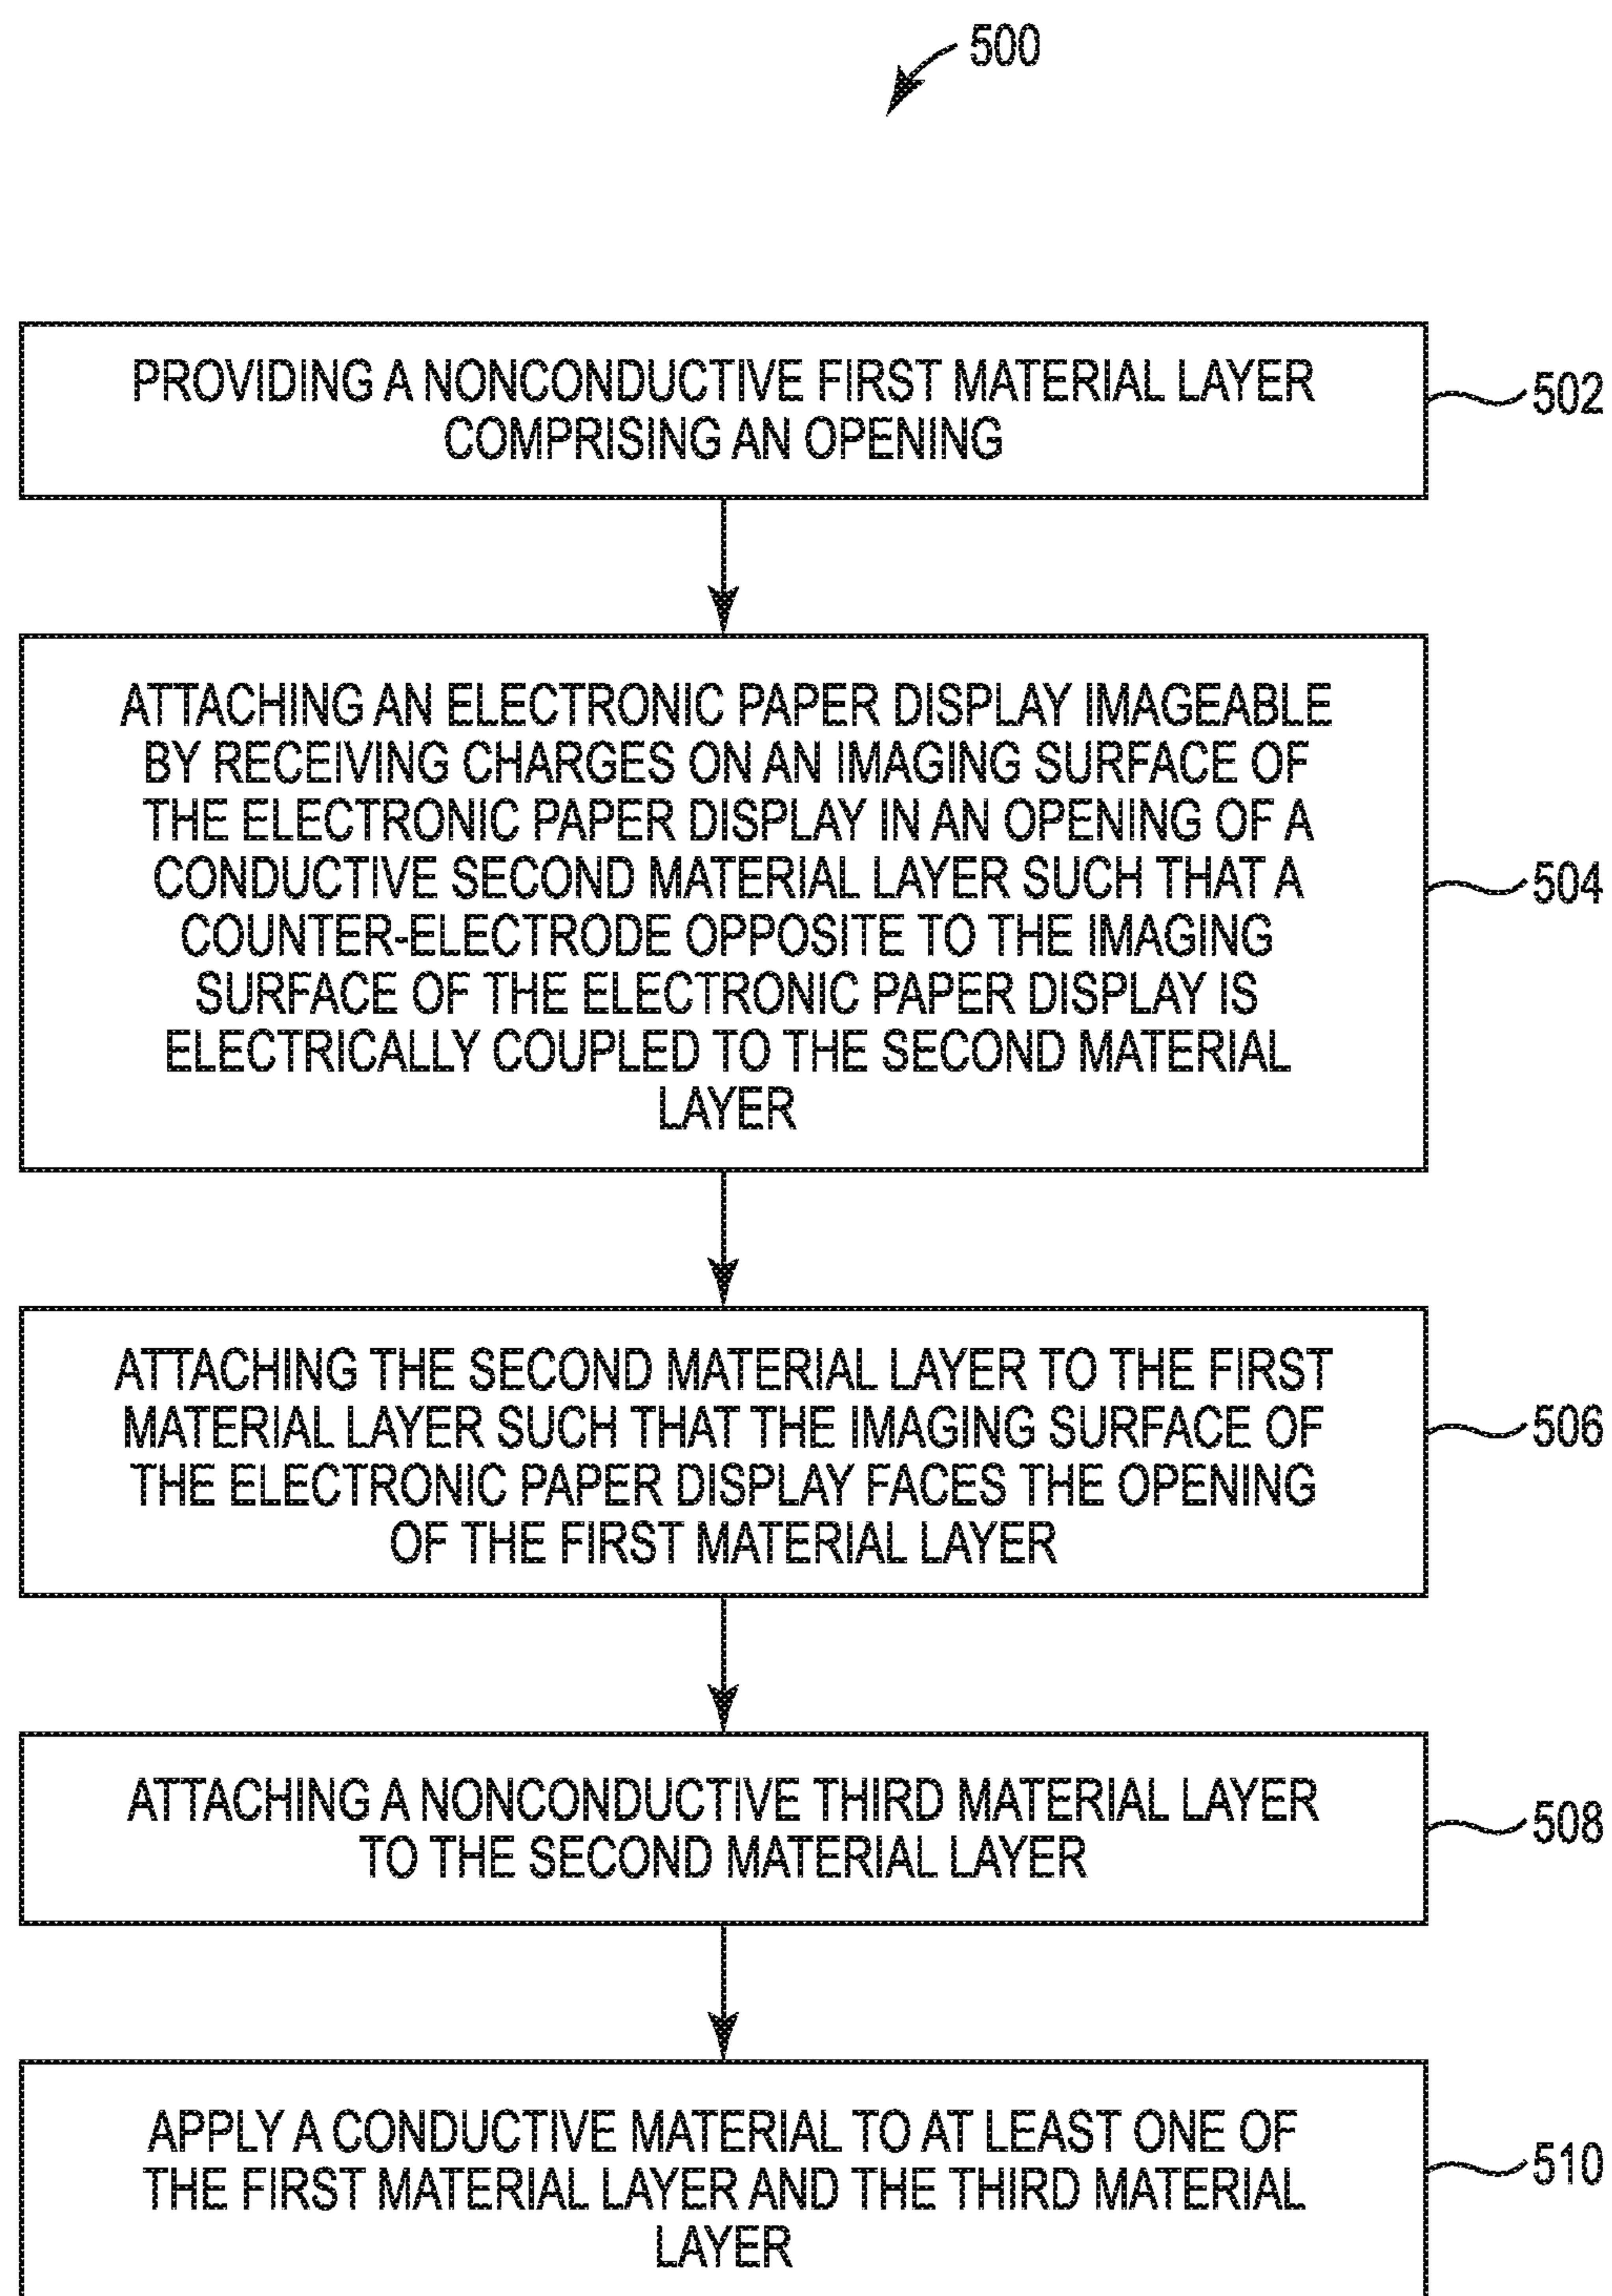 500
PROVIDING A NONCONDUCTIVE FIRST MATERIAL LAYER
COMPRISING AN OPENING
502
ATTACHING AN ELECTRONIC PAPER DISPLAY IMAGEABLE
BY RECEIVING CHARGES ON AN IMAGING SURFACE OF
THE ELECTRONIC PAPER DISPLAY IN AN OPENING OF A
CONDUCTIVE SECOND MATERIAL LAYER SUCH THAT A
COUNTER-ELECTRODE OPPOSITE TO THE IMAGING
SURFACE OF THE ELECTRONIC PAPER DISPLAY IS
ELECTRICALLY COUPLED TO THE SECOND MATERIAL
LAYER
504
ATTACHING THE SECOND MATERIAL LAYER TO THE FIRST
MATERIAL LAYER SUCH THAT THE IMAGING SURFACE OF
THE ELECTRONIC PAPER DISPLAY FACES THE OPENING
OF THE FIRST MATERIAL LAYER
506
ATTACHING A NONCONDUCTIVE THIRD MATERIAL LAYER
TO THE SECOND MATERIAL LAYER
508
APPLY A CONDUCTIVE MATERIAL TO AT LEAST ONE OF
THE FIRST MATERIAL LAYER AND THE THIRD MATERIAL
LAYER
510